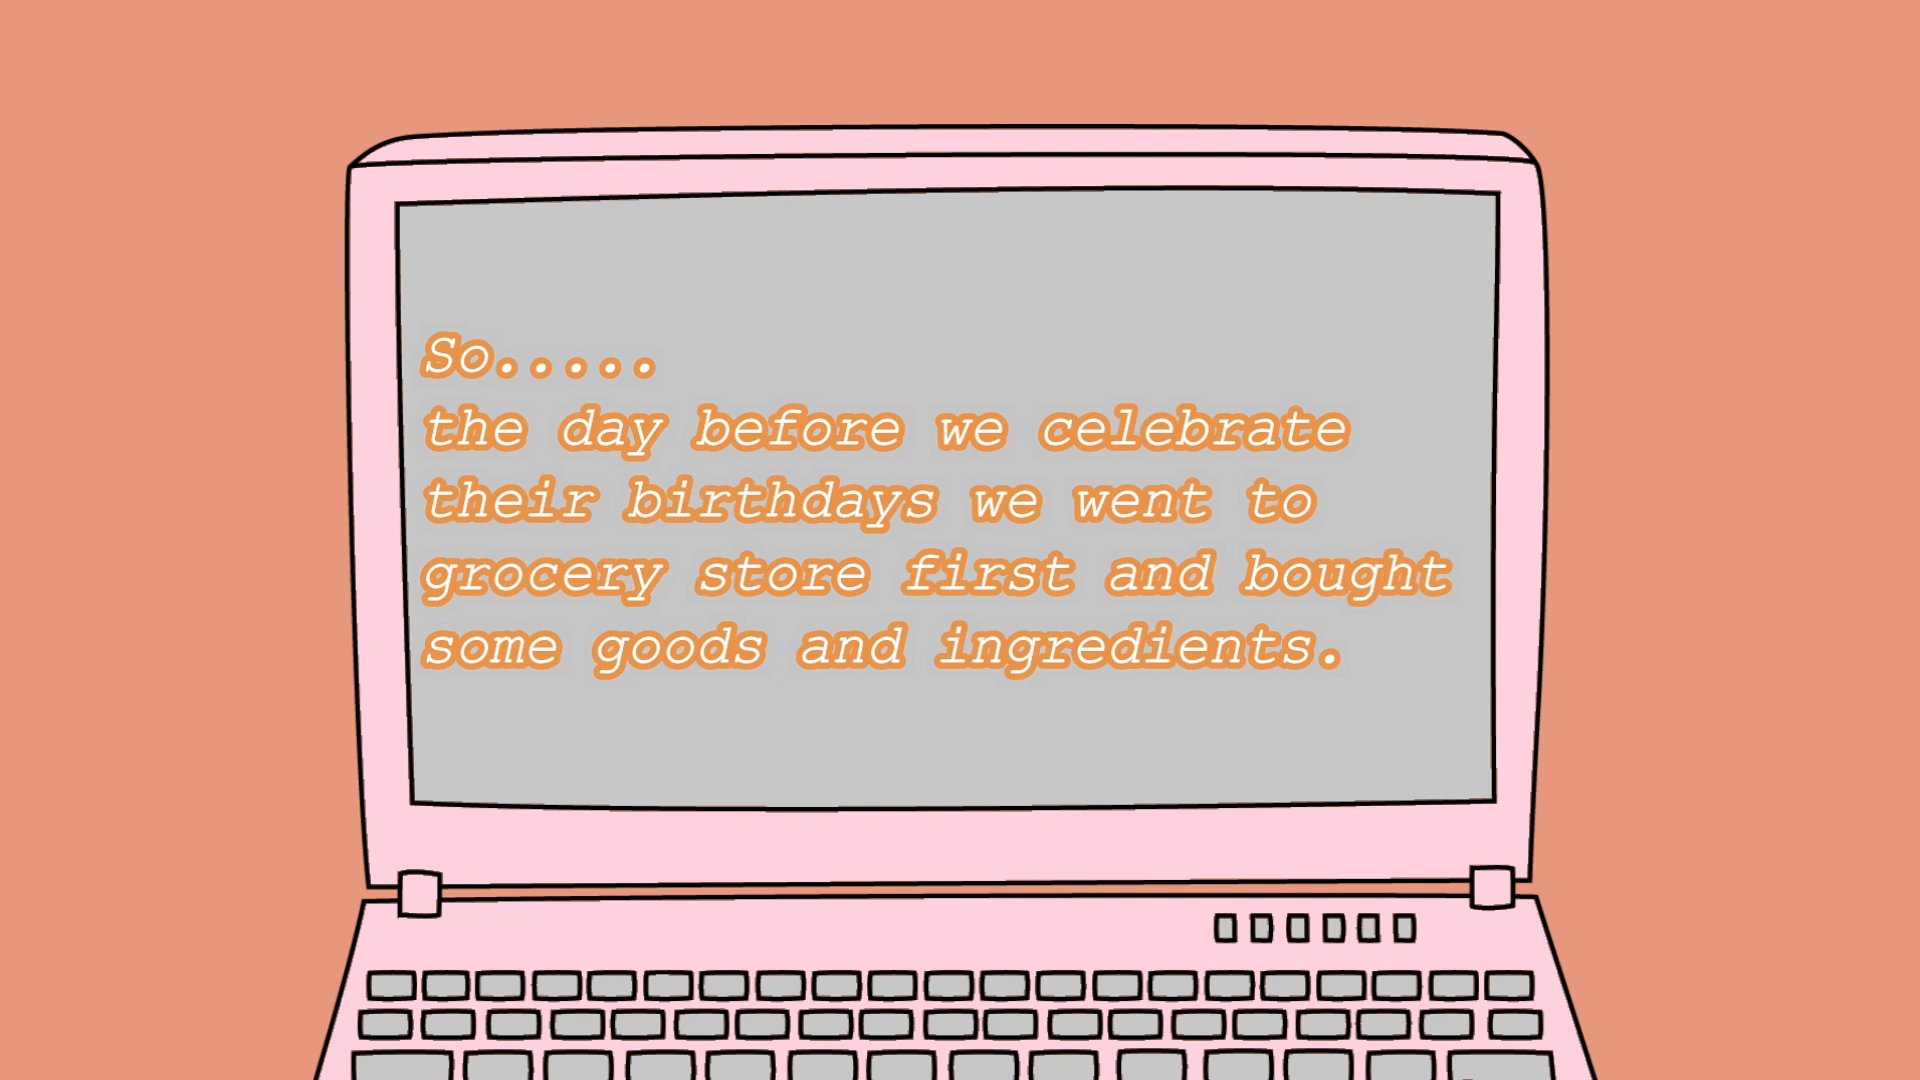 So.....
the day before we celebrate
their birthdays we went to
grocery store first and bought
some goods and ingredients.